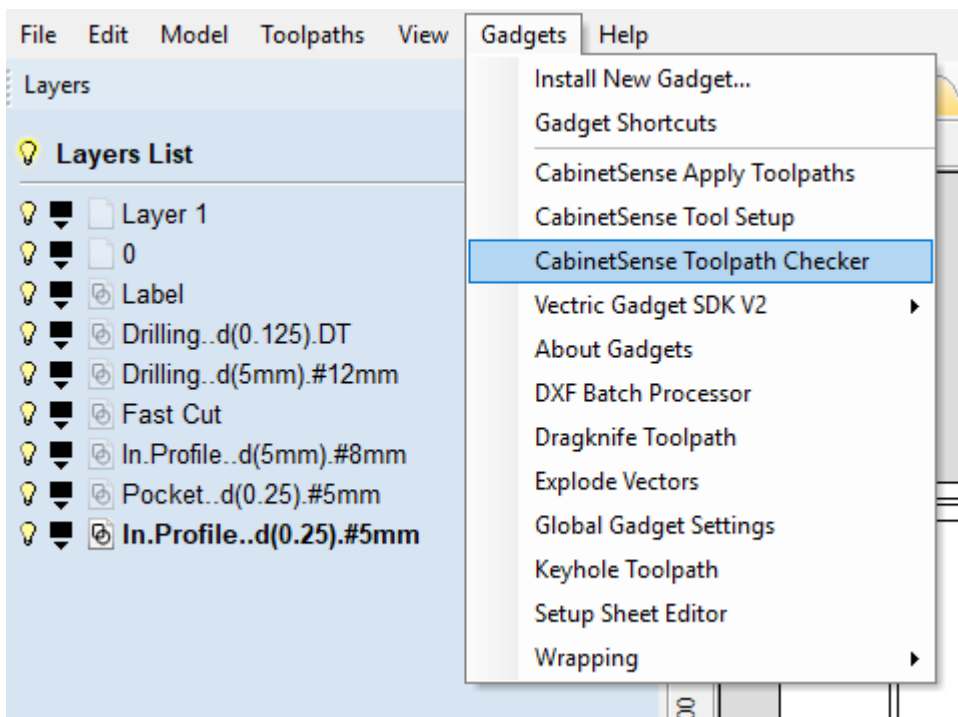 File Edit Model Toolpaths View Gadgets Help
Layers
Layers List
Layer 1
0
Label
Drilling..d(0.125).DT
Drilling..d(5mm).#12mm
Fast Cut
In.Profile..d(5mm).#8mm
Pocket..d(0.25).#5mm
In.Profile..d(0.25).#5mm
Install New Gadget...
Gadget Shortcuts
CabinetSense Apply Toolpaths
CabinetSense Tool Setup
CabinetSense Toolpath Checker
Vectric Gadget SDK V2
About Gadgets
DXF Batch Processor
Dragknife Toolpath
Explode Vectors
Global Gadget Settings
Keyhole Toolpath
Setup Sheet Editor
Wrapping